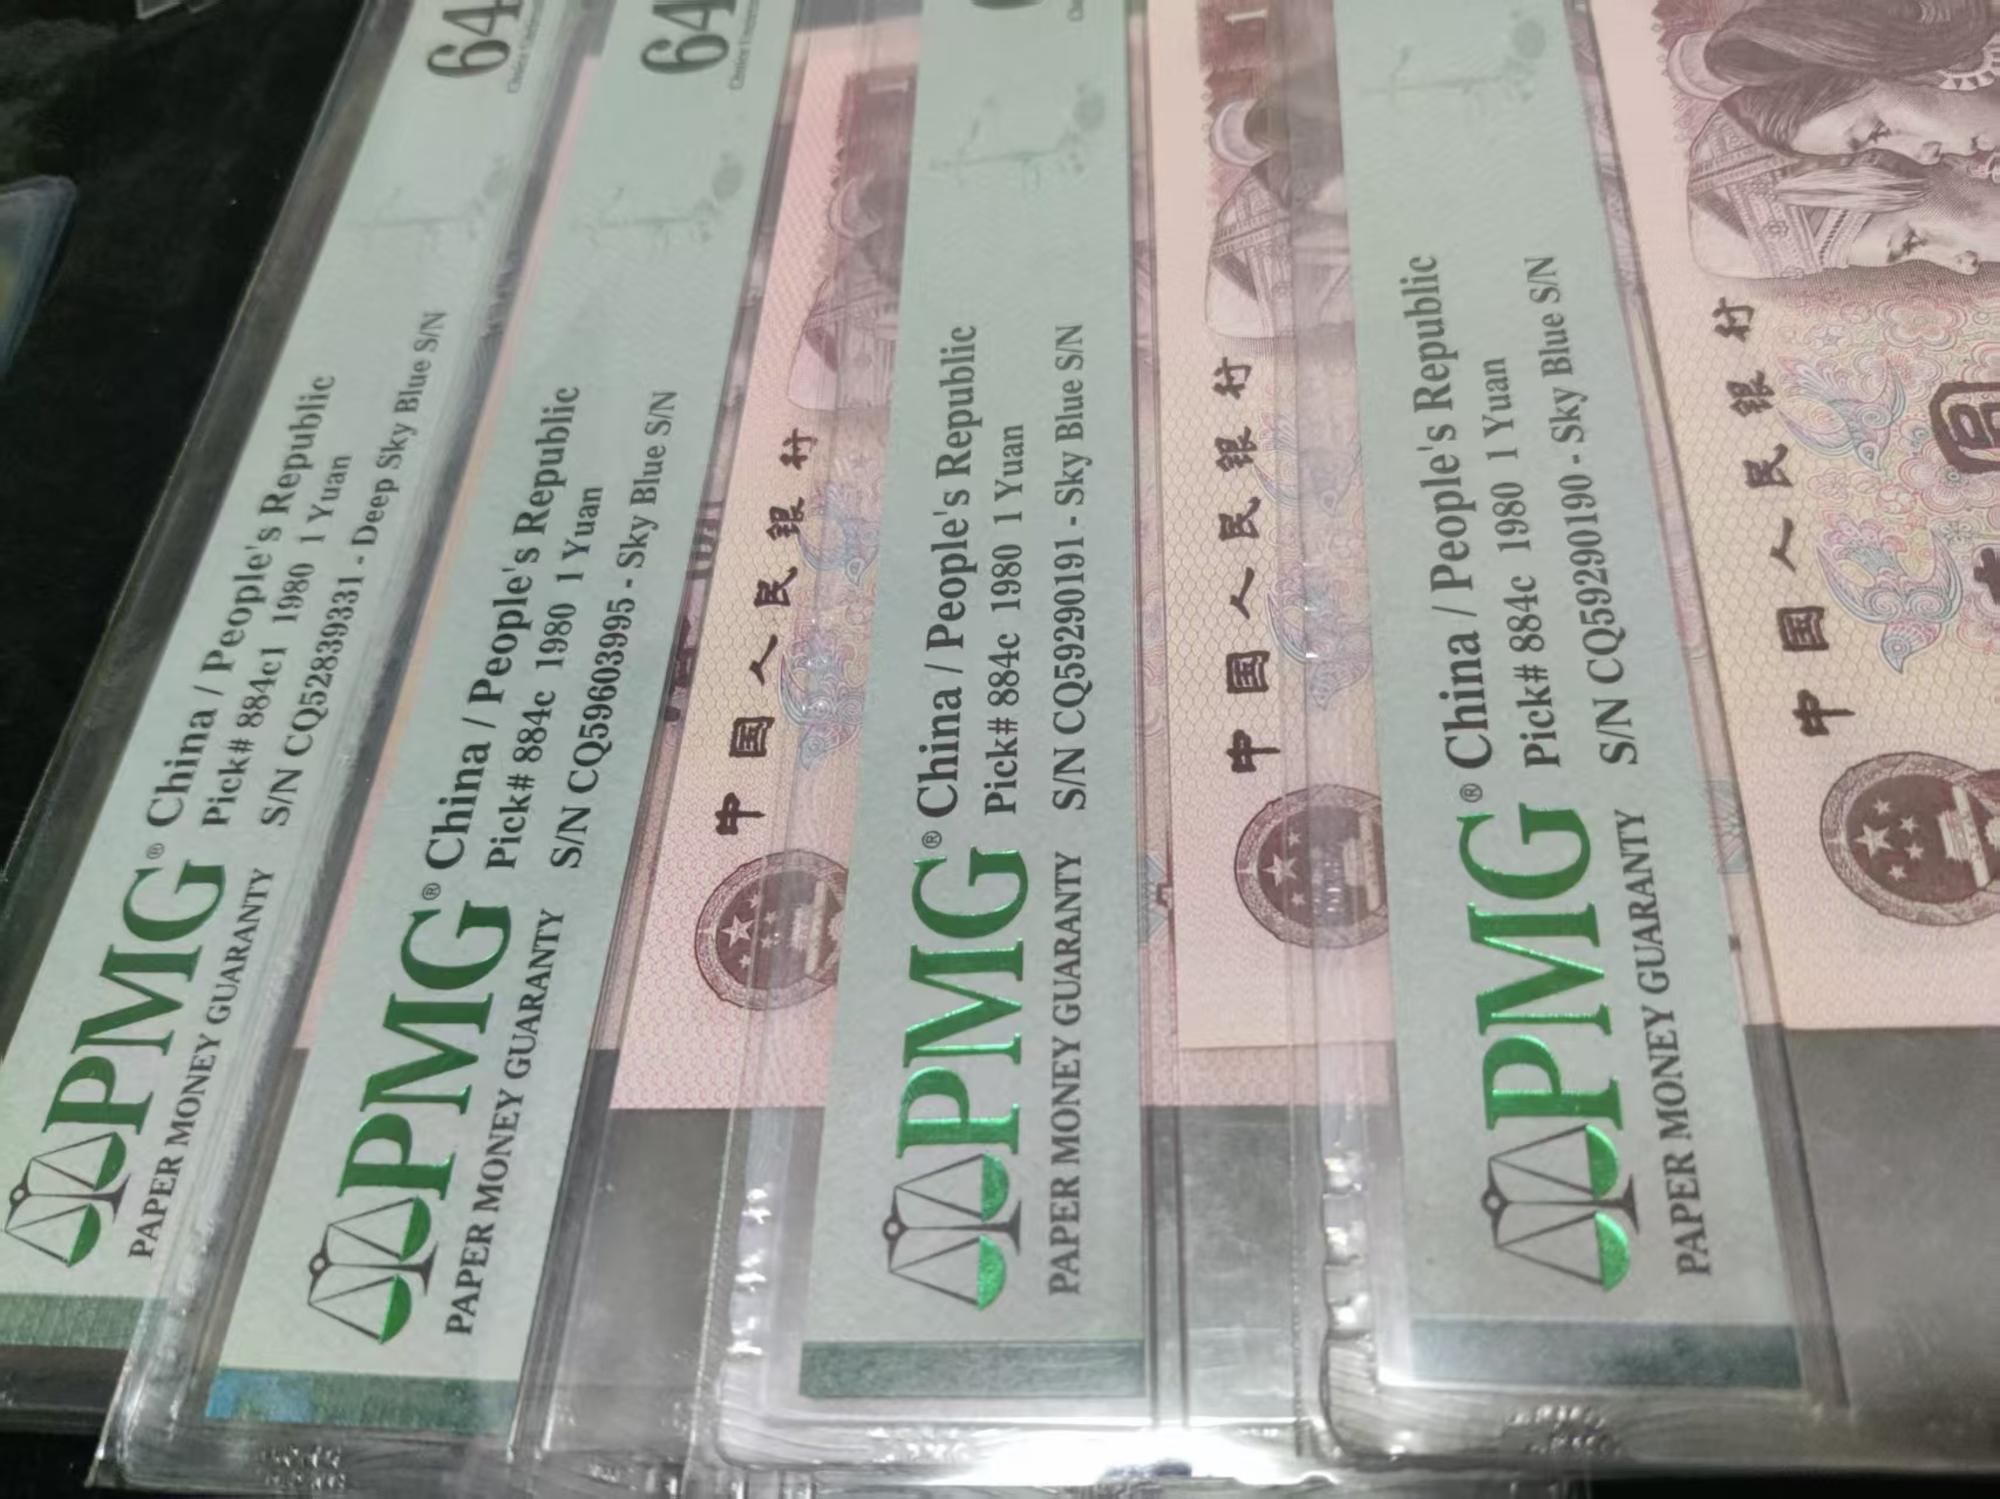 PMG® China / People's Republic
Pick# 884c1 1980 1 Yuan
PAPER MONEY GUARANTY S/N CQ52839331 - Deep Sky Blue S/N
64
PMG® China / People's Republic
Pick# 884c 1980 1 Yuan
PAPER MONEY GUARANTY S/N CQ59603995 - Sky Blue S/N
64
中国人民银行
1
PMG® China / People's Republic
Pick# 884c 1980 1 Yuan
PAPER MONEY GUARANTY S/N CQ59290191 - Sky Blue S/N
中国人民银行
1
PMG® China / People's Republic
Pick# 884c 1980 1 Yuan
PAPER MONEY GUARANTY S/N CQ59290190 - Sky Blue S/N
中国人民银行